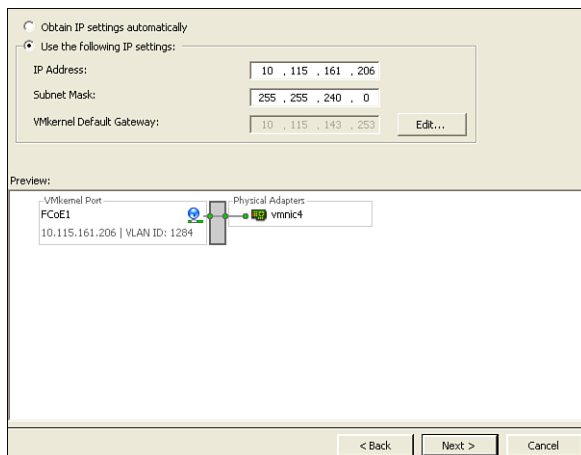 Obtain IP settings automatically
Use the following IP settings:
IP Address: 10 . 115 . 161 . 206
Subnet Mask: 255 . 255 . 240 . 0
VMkernel Default Gateway: 10 . 115 . 143 . 253 Edit...
Preview:
VMkernel Port Physical Adapters
FCoE1 vmnic4
10.115.161.206 | VLAN ID: 1284
< Back Next > Cancel